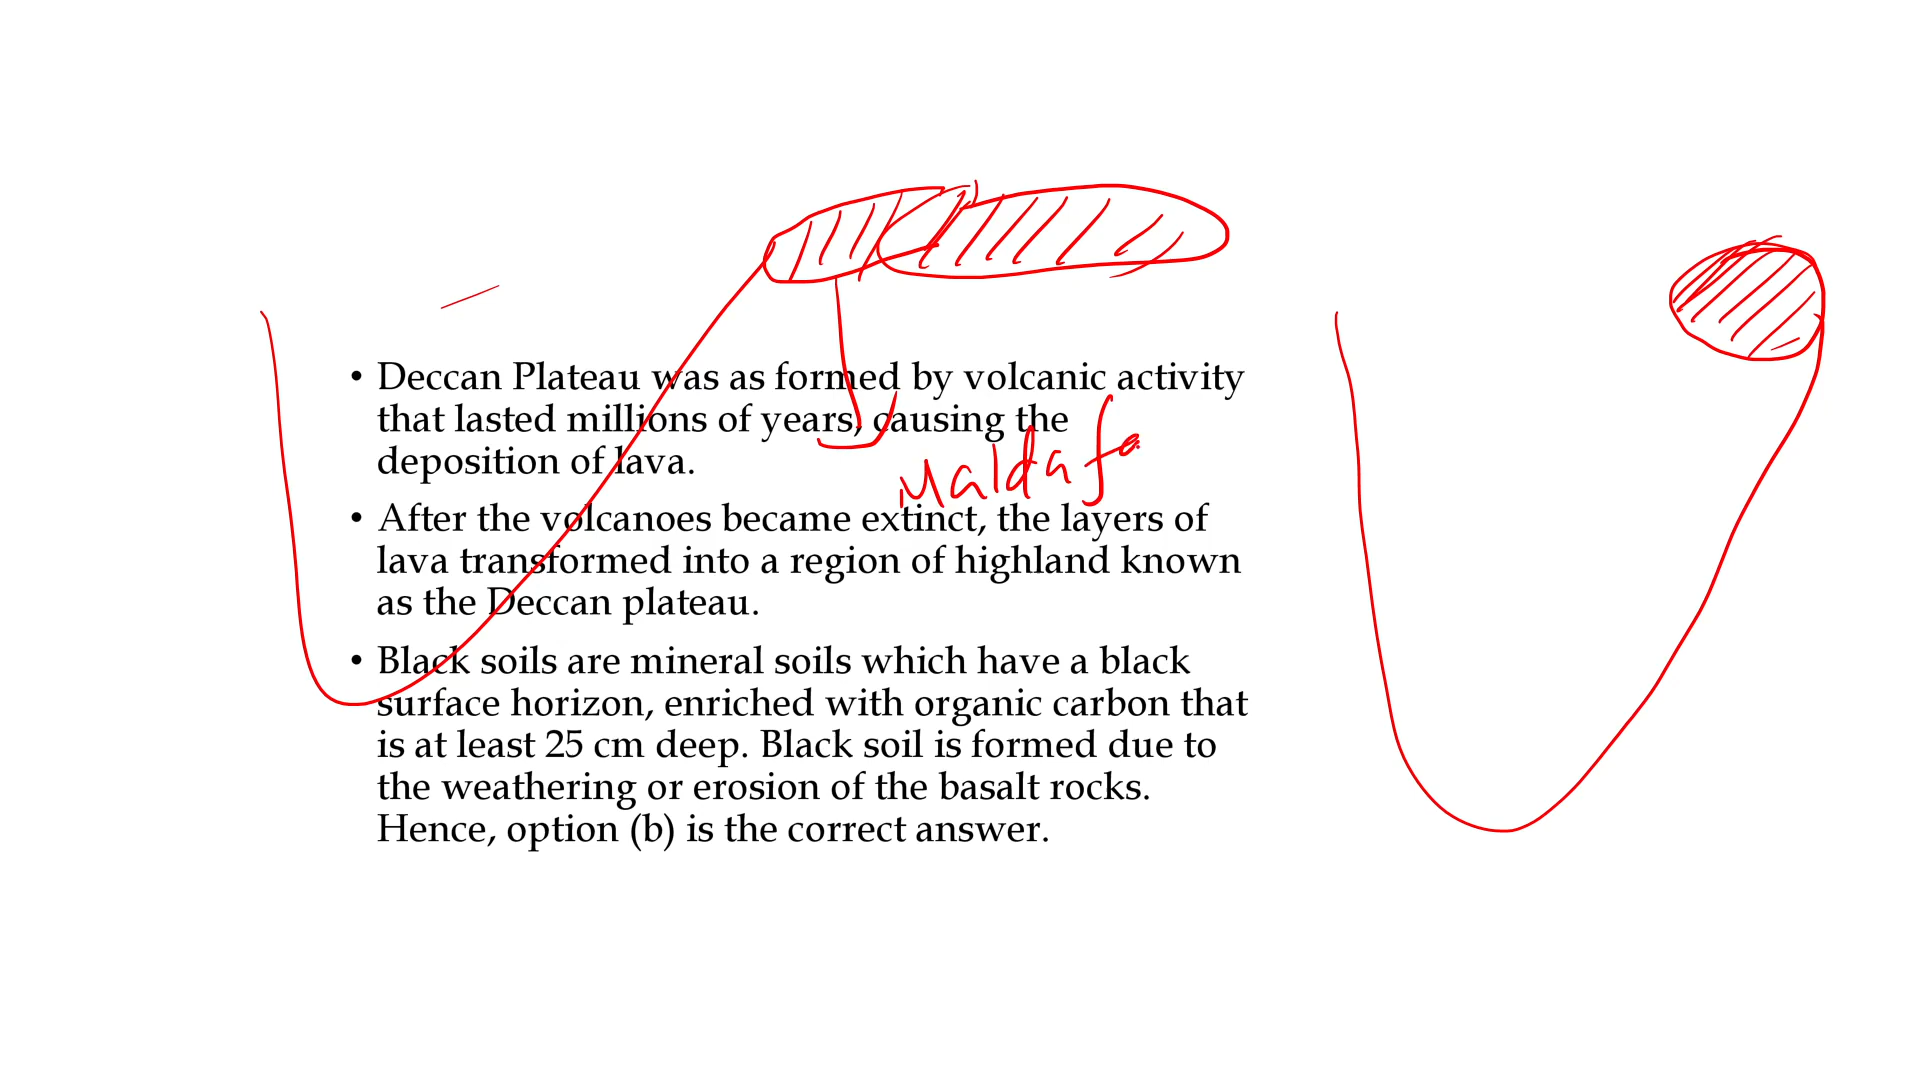 • Deccan Plateau was as formed by volcanic activity
that lasted millions of years, causing the
deposition of lava.
Maldafa
• After the volcanoes became extinct, the layers of
lava transformed into a region of highland known
as the Deccan plateau.
• Black soils are mineral soils which have a black
surface horizon, enriched with organic carbon that
is at least 25 cm deep. Black soil is formed due to
the weathering or erosion of the basalt rocks.
Hence, option (b) is the correct answer.